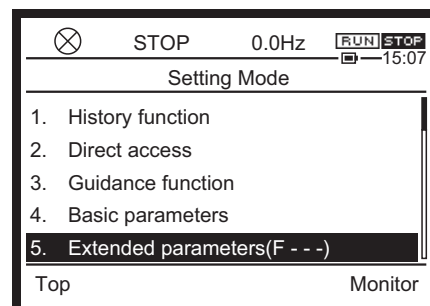 STOP 0.0Hz RUN STOP
15:07
Setting Mode
1. History function
2. Direct access
3. Guidance function
4. Basic parameters
5. Extended parameters(F - - -)
Top Monitor